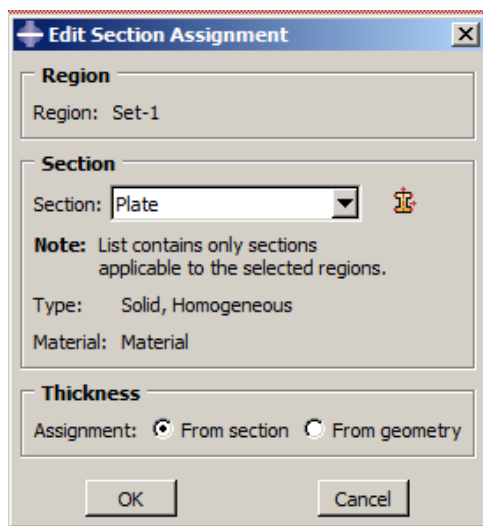 Edit Section Assignment
Region
Region: Set-1
Section
Section: Plate
Note: List contains only sections
applicable to the selected regions.
Type: Solid, Homogeneous
Material: Material
Thickness
Assignment: From section From geometry
OK Cancel